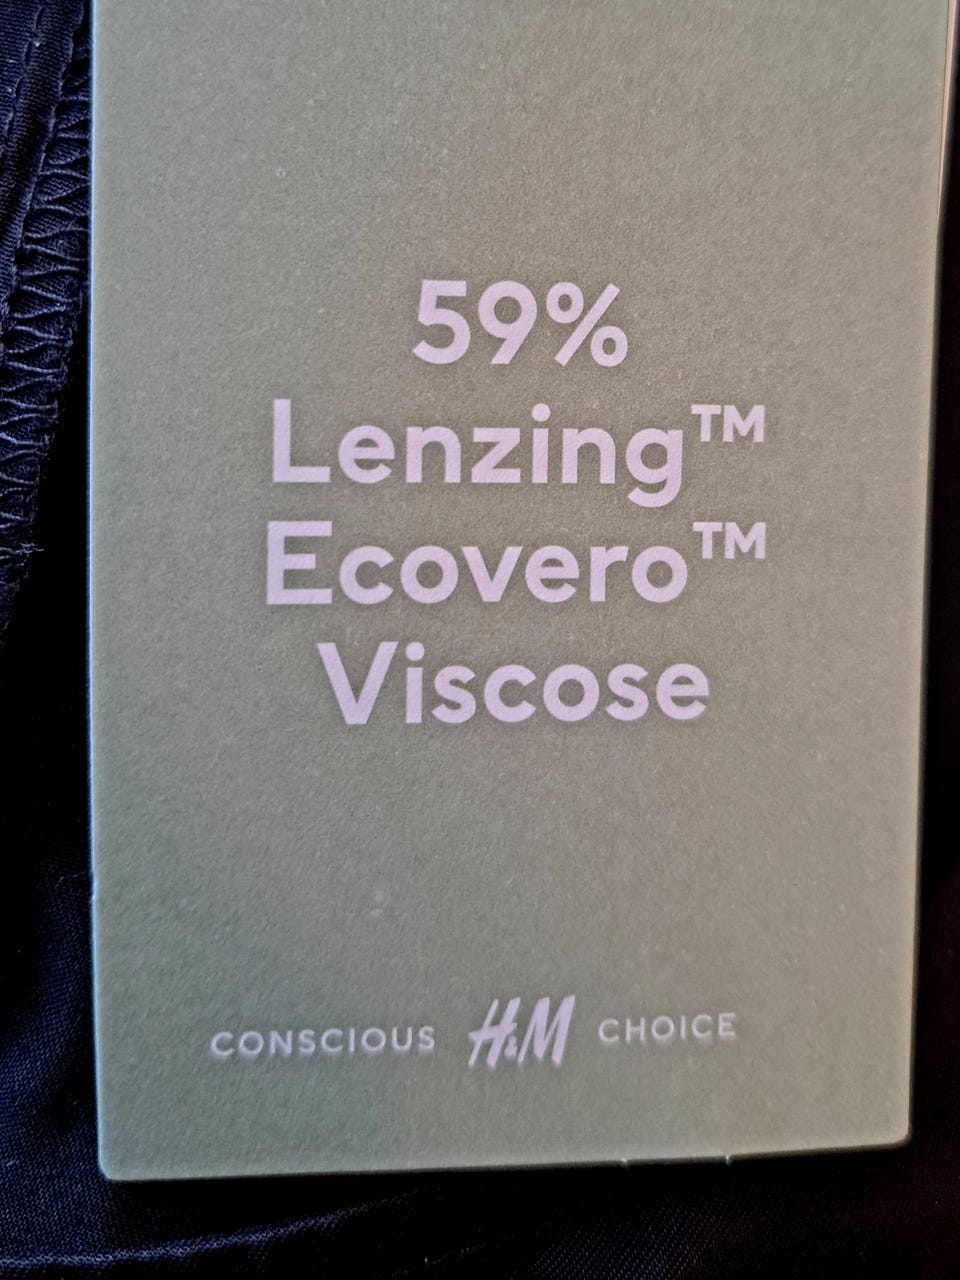 59%
Lenzing™
Ecovero™
Viscose
CONSCIOUS H&M CHOICE